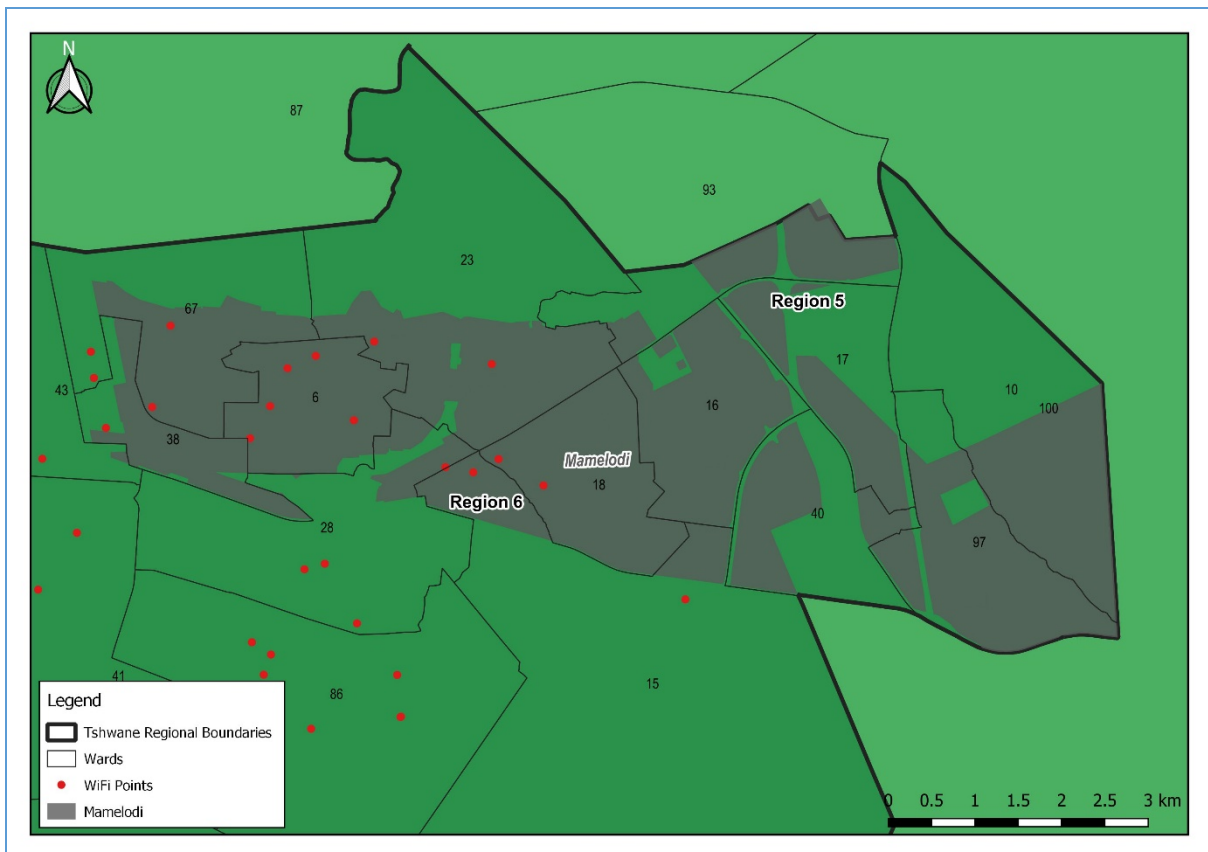 N
87
93
23
67
Region 5
17
43
10
100
6
16
38
Mamelodi
18
Region 6
28
40
97
41
86
15
Legend
Tshwane Regional Boundaries
Wards
WiFi Points
Mamelodi
0 0.5 1 1.5 2 2.5 3 km